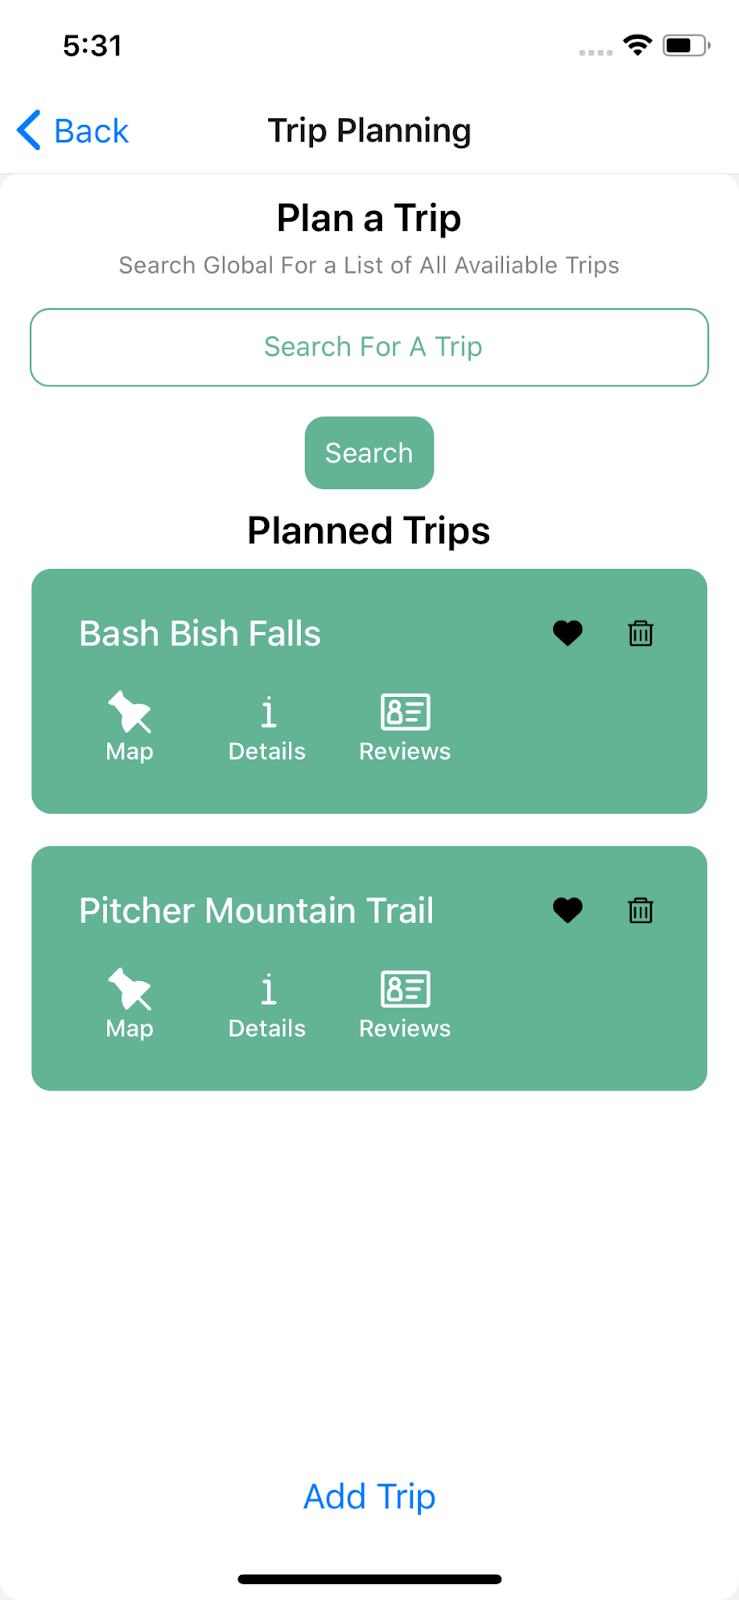 5:31
Back
Trip Planning
Plan a Trip
Search Global For a List of All Availiable Trips
Search For A Trip
Search
Planned Trips
Bash Bish Falls
Map Details Reviews
Pitcher Mountain Trail
Map Details Reviews
Add Trip